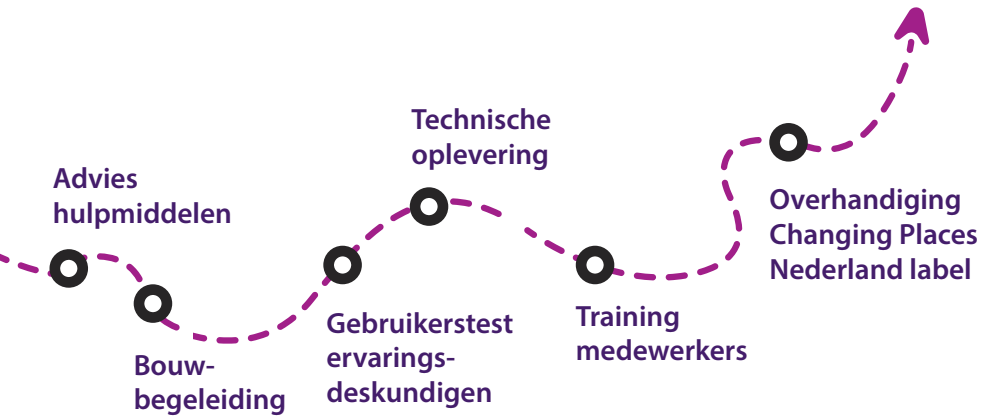 Advies
hulpmiddelen
Bouw-
begeleiding
Gebruikerstest
ervarings-
deskundigen
Technische
oplevering
Training
medewerkers
Overhandiging
Changing Places
Nederland label